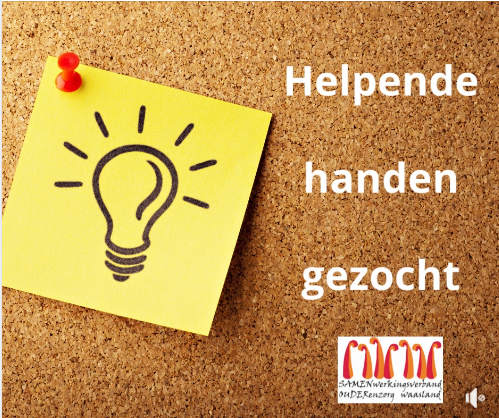 Helpende
handen
gezocht
SAMENwerkingsverband
OUDERenzorg waasland